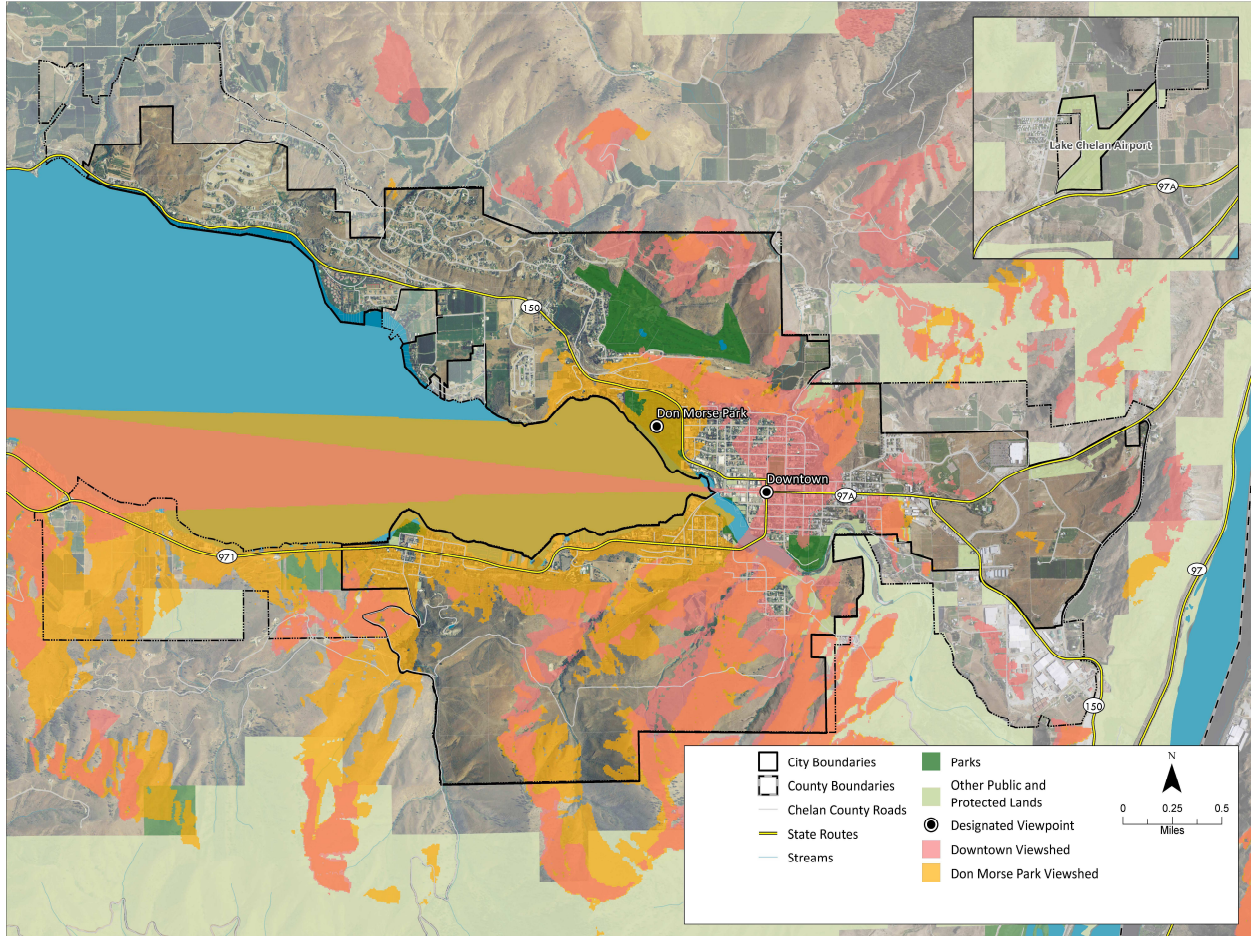 Lake Chelan Airport
97A
150
Don Morse Park
Downtown
97A
971
97
150
City Boundaries
County Boundaries
Chelan County Roads
State Routes
Streams
Parks
Other Public and
Protected Lands
Designated Viewpoint
Downtown Viewshed
Don Morse Park Viewshed
N
0 0.25 0.5
Miles